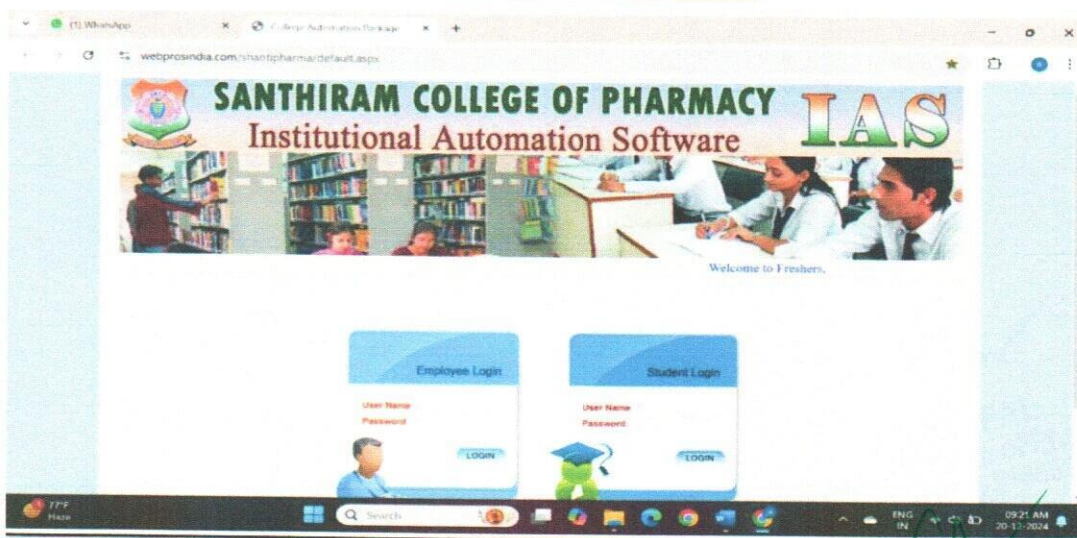 (1) WhatsApp
College Automation Package
webprosindia.com/shantipharma/default.aspx
SANTHIRAM COLLEGE OF PHARMACY
IAS
Institutional Automation Software
Welcome to Freshers,
Employee Login
User Name
Password
LOGIN
Student Login
User Name
Password
LOGIN
77°F
Haze
Search
ENG
IN
09:21 AM
20-12-2024